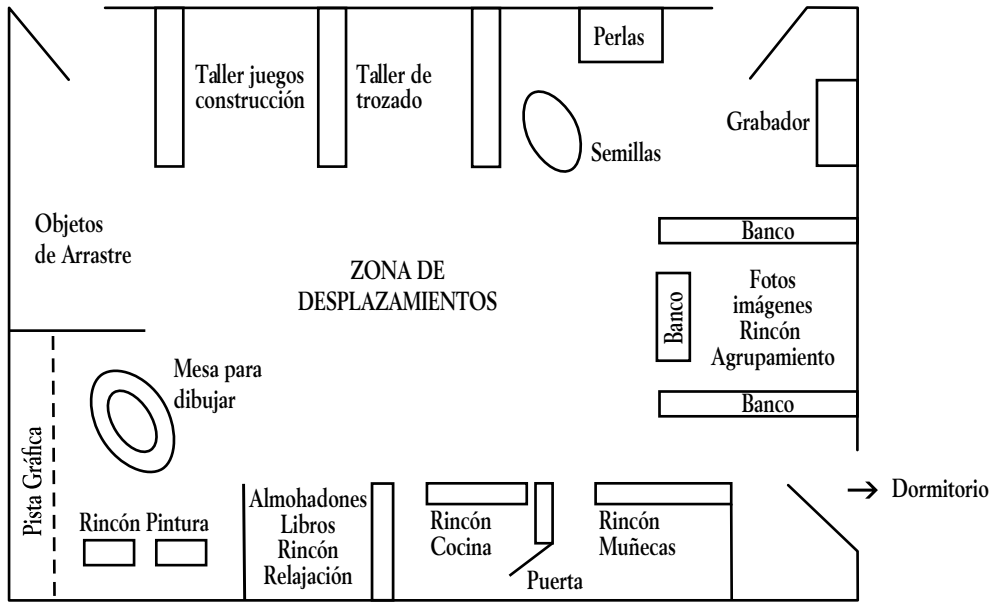 Perlas
Taller juegos
construcción
Taller de
trozado
Grabador
Semillas
Objetos
de Arrastre
Banco
ZONA DE
DESPLAZAMIENTOS
Banco
Fotos
imágenes
Rincón
Agrupamiento
Mesa para
dibujar
Banco
Pista Gráfica
Rincón Pintura
Almohadones
Libros
Rincón
Relajación
Rincón
Cocina
Puerta
Rincón
Muñecas
Dormitorio